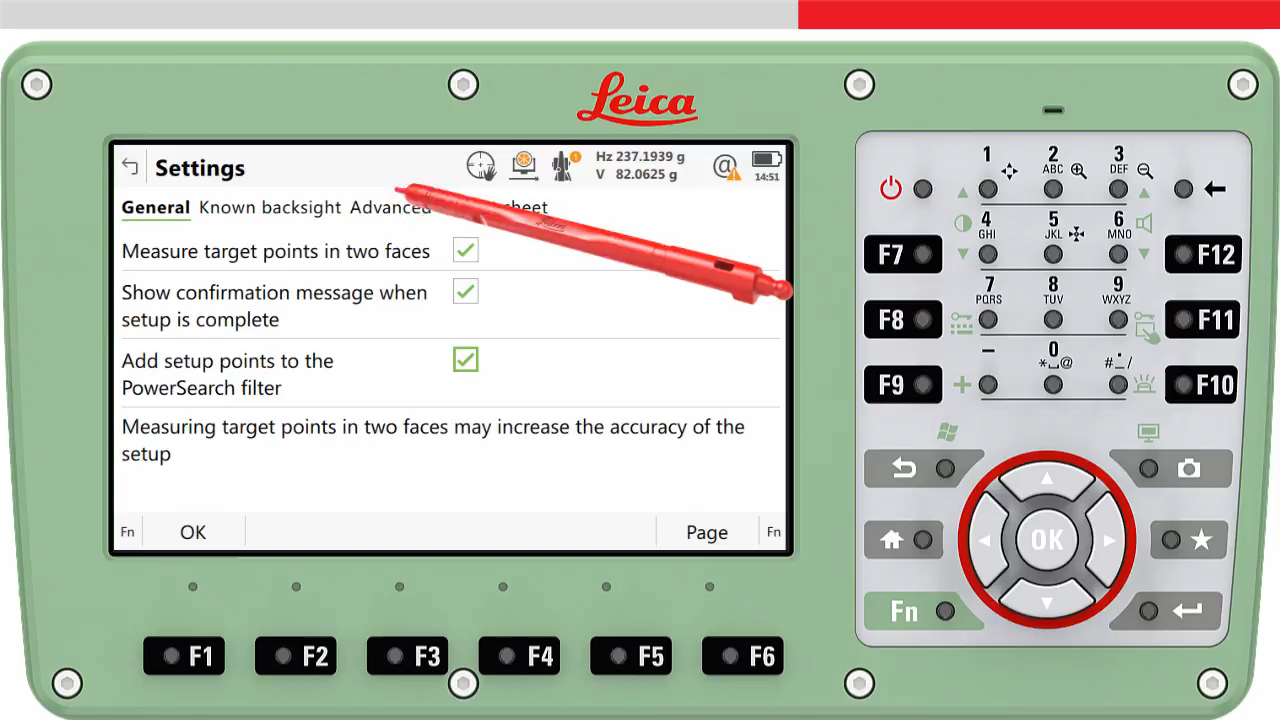 Leica
Settings
Hz 237.1939 g
V 82.0625 g
14:51
General Known backsight Advanced sheet
Measure target points in two faces
Show confirmation message when
setup is complete
Add setup points to the
PowerSearch filter
Measuring target points in two faces may increase the accuracy of the
setup
Fn OK Page Fn
F1 F2 F3 F4 F5 F6
1 2 3
ABC DEF
4 5 6
GHI JKL MNO
7 8 9
PQRS TUV WXYZ
0
*⎵@ #./
F7 F12
F8 F11
F9 F10
OK
Fn